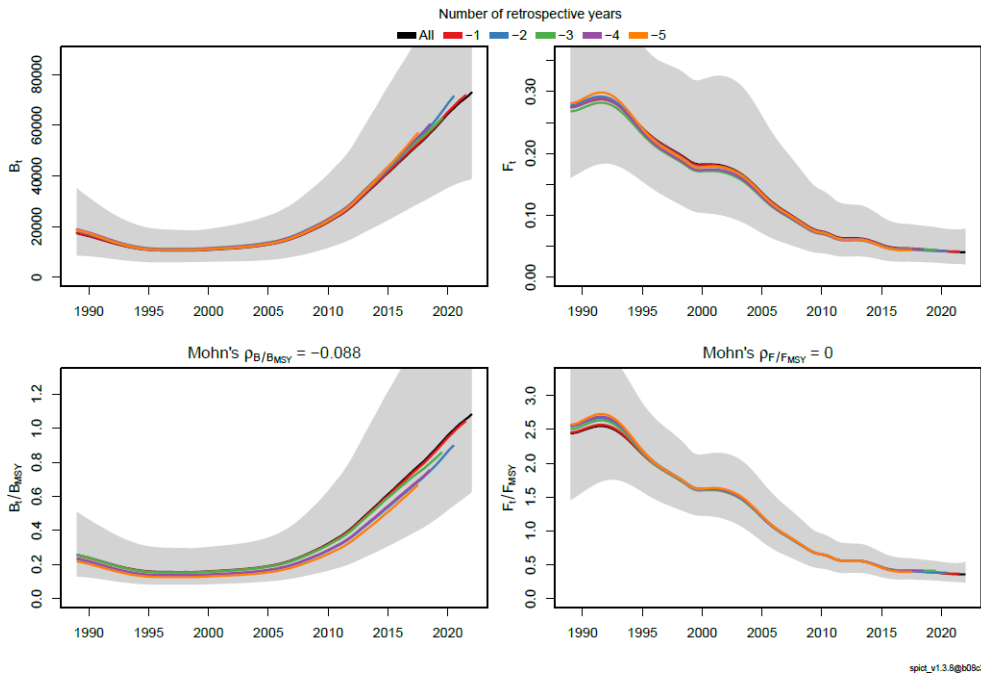 Number of retrospective years
All −1 −2 −3 −4 −5
Bt
0 20000 40000 60000 80000
1990 1995 2000 2005 2010 2015 2020
Ft
0.00 0.10 0.20 0.30
1990 1995 2000 2005 2010 2015 2020
Mohn's ρB/BMSY = −0.088
Bt/BMSY
0.0 0.2 0.4 0.6 0.8 1.0 1.2
1990 1995 2000 2005 2010 2015 2020
Mohn's ρF/FMSY = 0
Ft/FMSY
0.0 0.5 1.0 1.5 2.0 2.5 3.0
1990 1995 2000 2005 2010 2015 2020